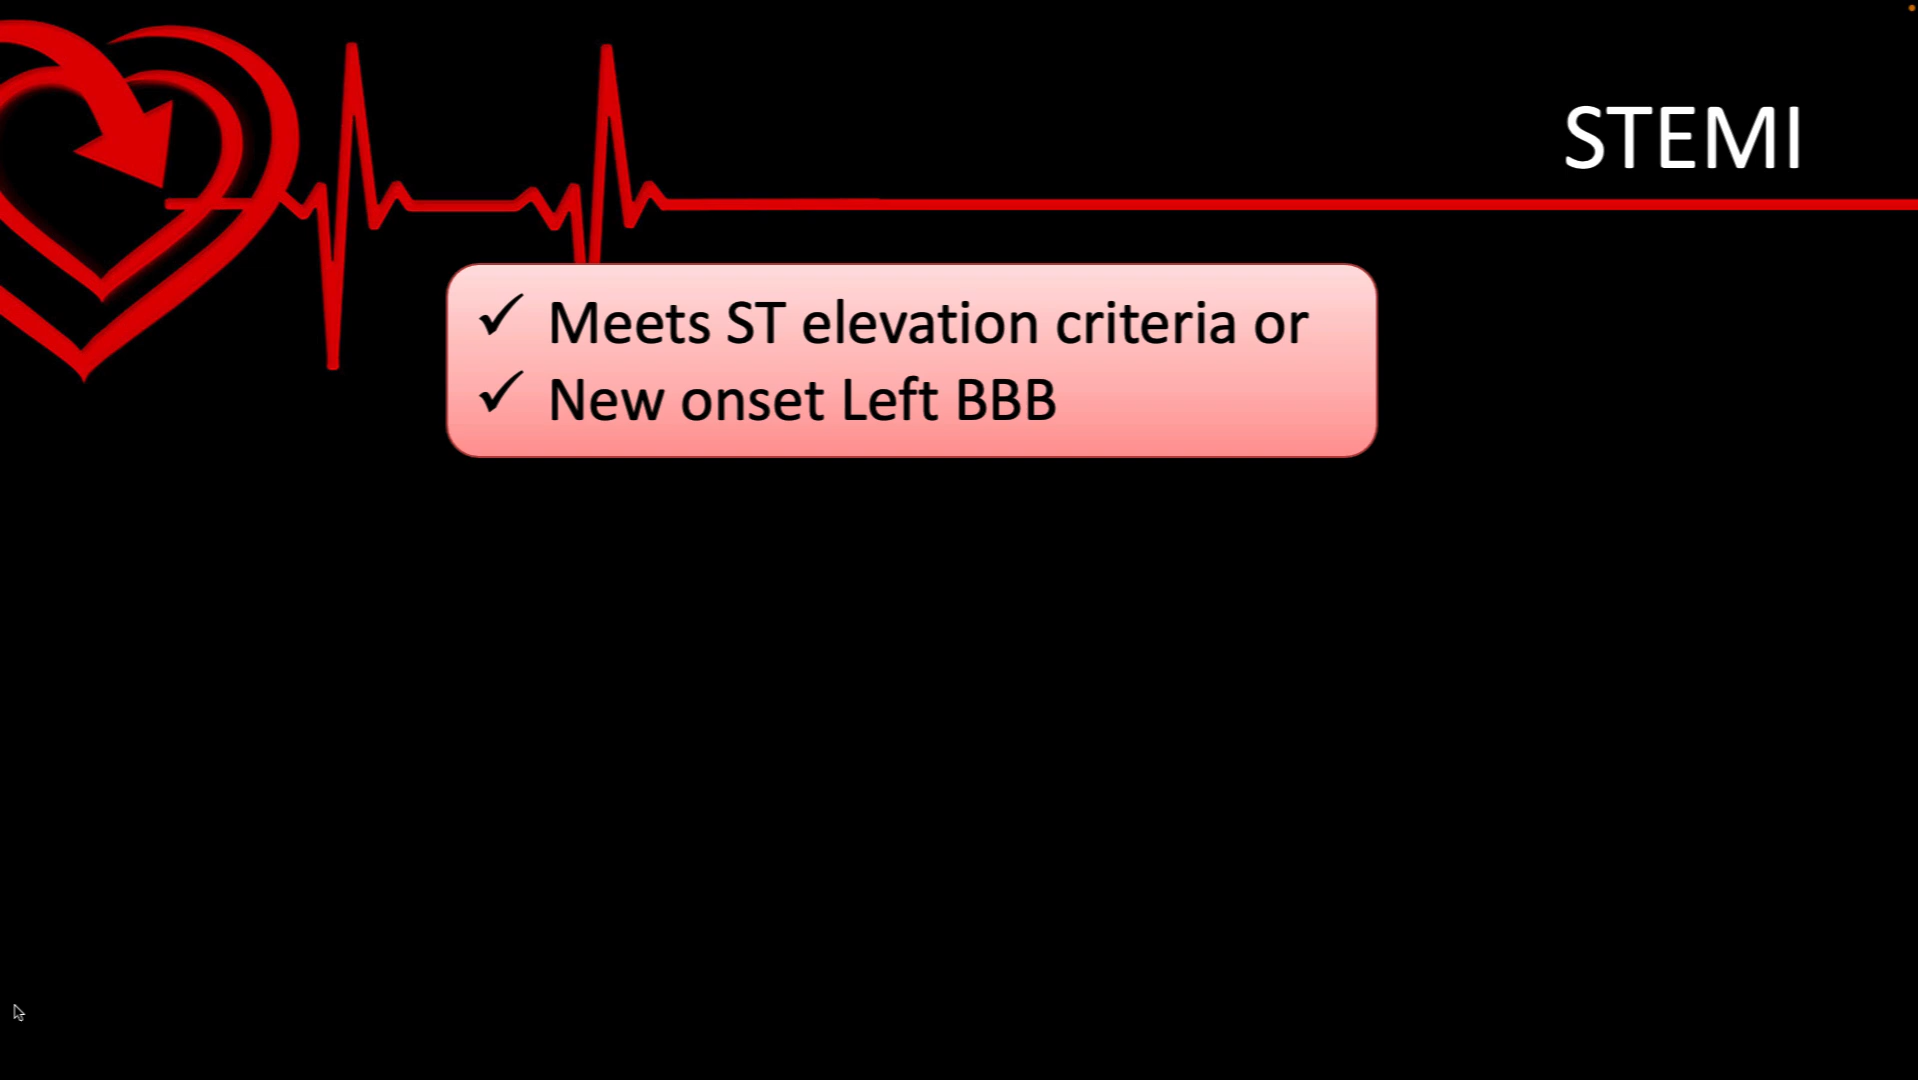 STEMI
✓ Meets ST elevation criteria or
✓ New onset Left BBB